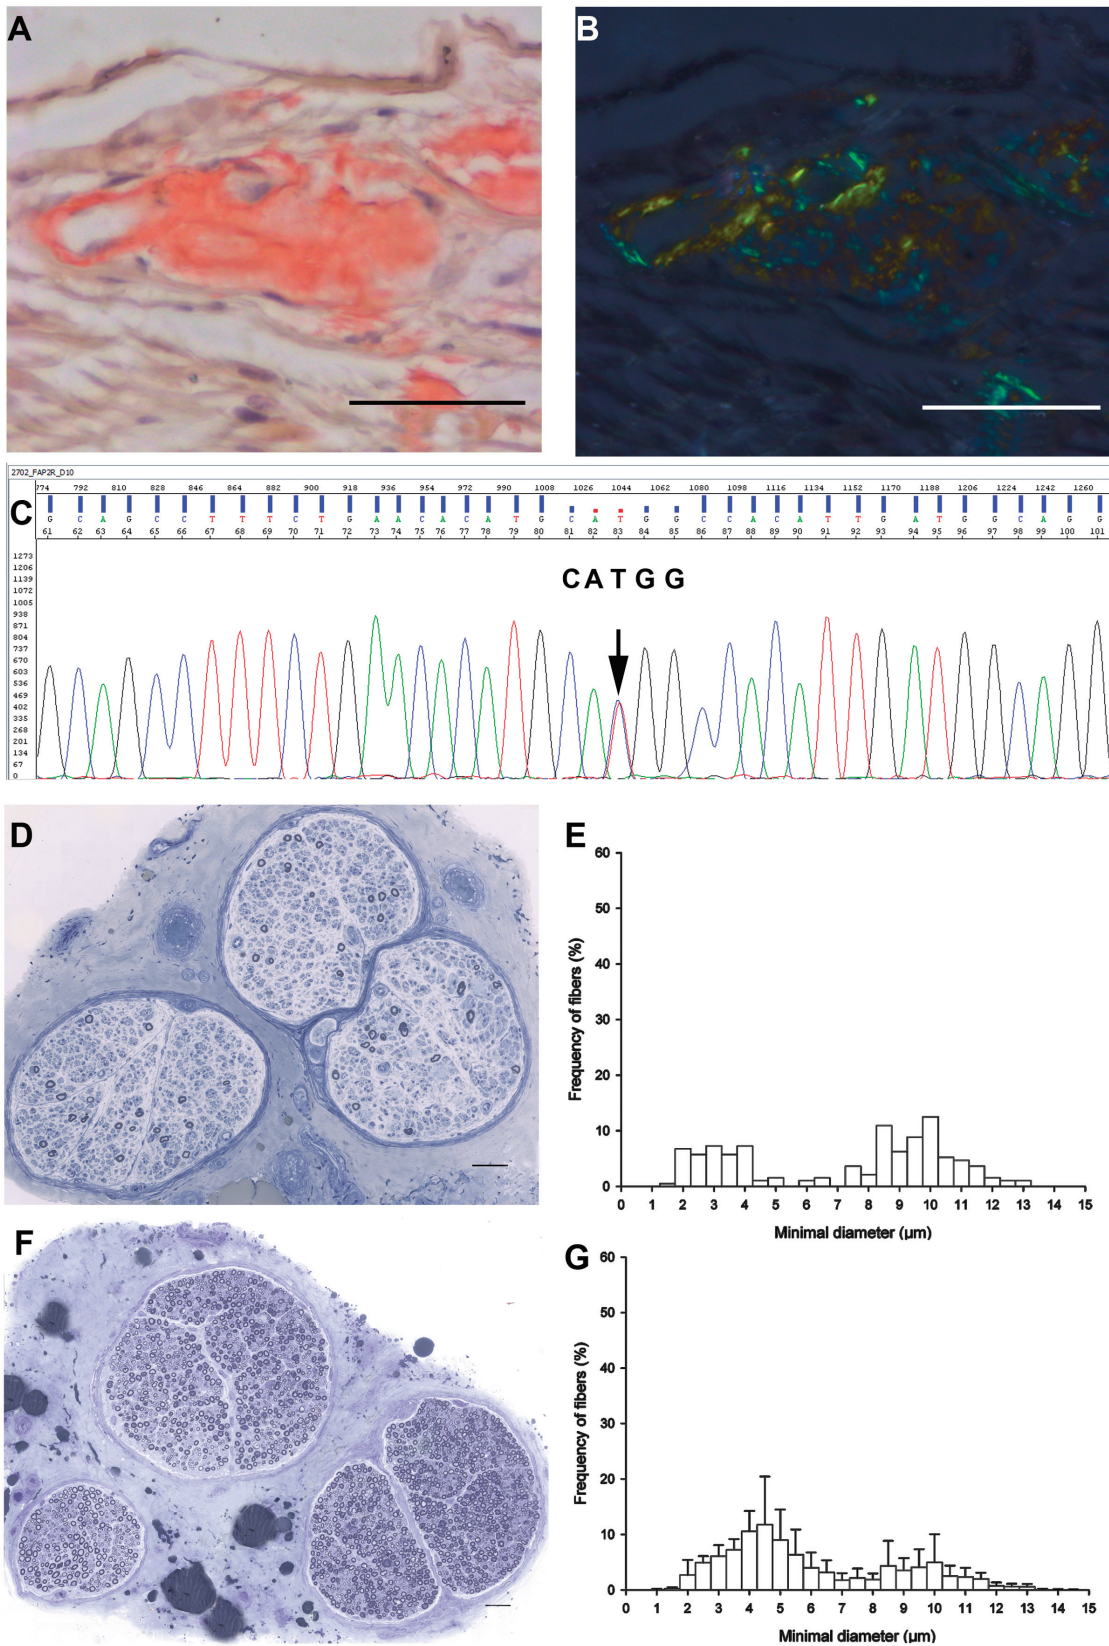 A
B
2702_FAP2R_D10
774 792 810 828 846 864 882 900 918 936 954 972 990 1008 1026 1044 1062 1080 1098 1116 1134 1152 1170 1188 1206 1224 1242 1260
C
G C A G C C T T T C T G A A C A C A T G C A T G G C C A C A T T G A T G G C A G G
61 62 63 64 65 66 67 68 69 70 71 72 73 74 75 76 77 78 79 80 81 82 83 84 85 86 87 88 89 90 91 92 93 94 95 96 97 98 99 100 101
CATGG
1273
1206
1139
1072
1005
938
871
804
737
670
603
536
469
402
335
268
201
134
67
0
D
E
Frequency of fibers (%)
60
50
40
30
20
10
0
0 1 2 3 4 5 6 7 8 9 10 11 12 13 14 15
Minimal diameter (µm)
F
G
Frequency of fibers (%)
60
50
40
30
20
10
0
0 1 2 3 4 5 6 7 8 9 10 11 12 13 14 15
Minimal diameter (µm)